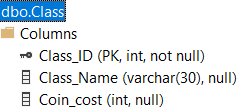 dbo.Class
Columns
Class_ID (PK, int, not null)
Class_Name (varchar(30), null)
Coin_cost (int, null)